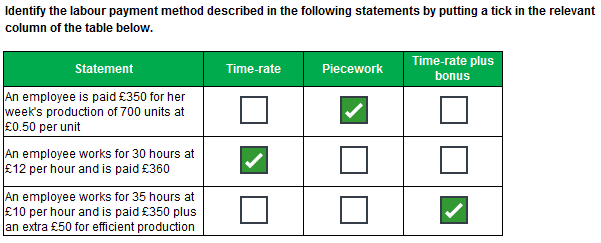 Identify the labour payment method described in the following statements by putting a tick in the relevant
column of the table below.
Statement
Time-rate
Piecework
Time-rate plus
bonus
An employee is paid £350 for her
week's production of 700 units at
£0.50 per unit
An employee works for 30 hours at
£12 per hour and is paid £360
An employee works for 35 hours at
£10 per hour and is paid £350 plus
an extra £50 for efficient production